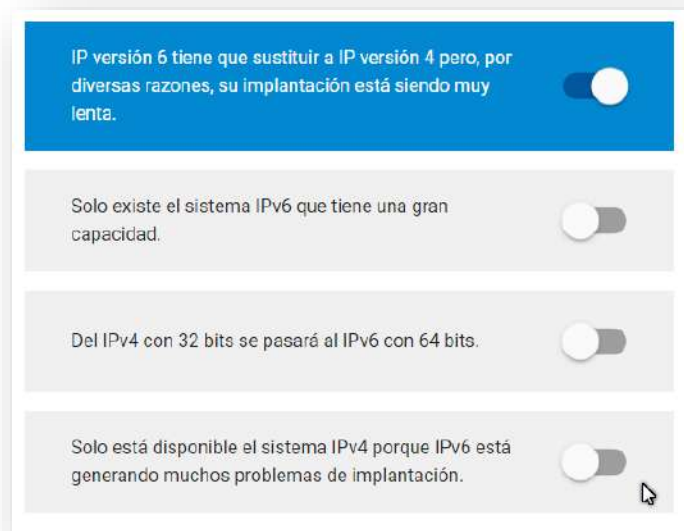 IP versión 6 tiene que sustituir a IP versión 4 pero, por
diversas razones, su implantación está siendo muy
lenta.
Solo existe el sistema IPv6 que tiene una gran
capacidad.
Del IPv4 con 32 bits se pasará al IPv6 con 64 bits.
Solo está disponible el sistema IPv4 porque IPv6 está
generando muchos problemas de implantación.